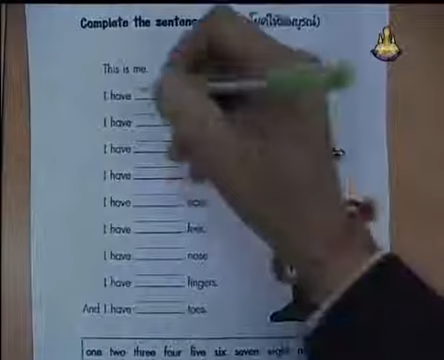 Complete the sentenc
This is me.
I have
I have
I have
I have
I have ears.
I have feet.
I have nose
I have fingers.
And I have toes.
one two three four five six seven eight